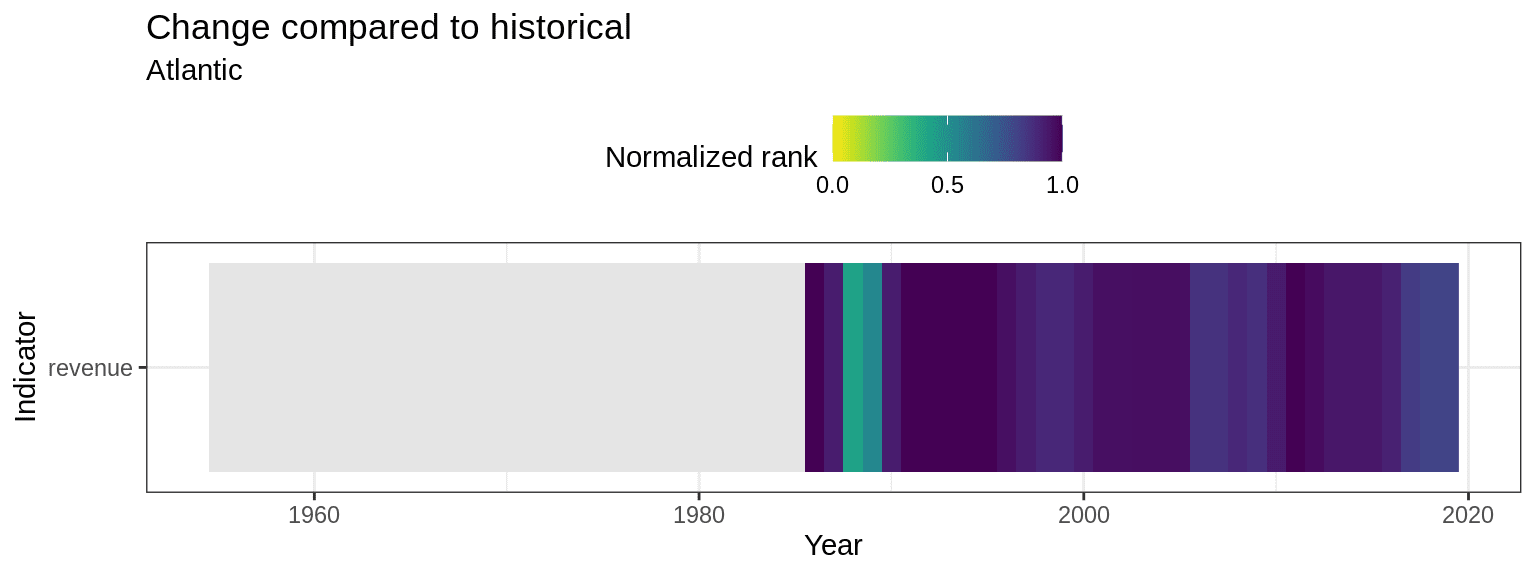 Change compared to historical
Atlantic
Normalized rank
0.0 0.5 1.0
Indicator
revenue
1960 1980 2000 2020
Year